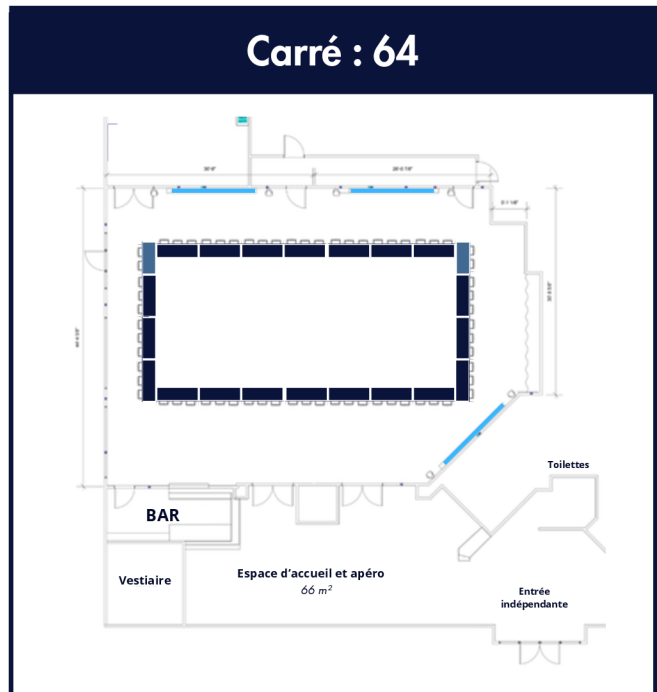 Carré : 64
Toilettes
BAR
Vestiaire
Espace d'accueil et apéro
66 m²
Entrée
indépendante